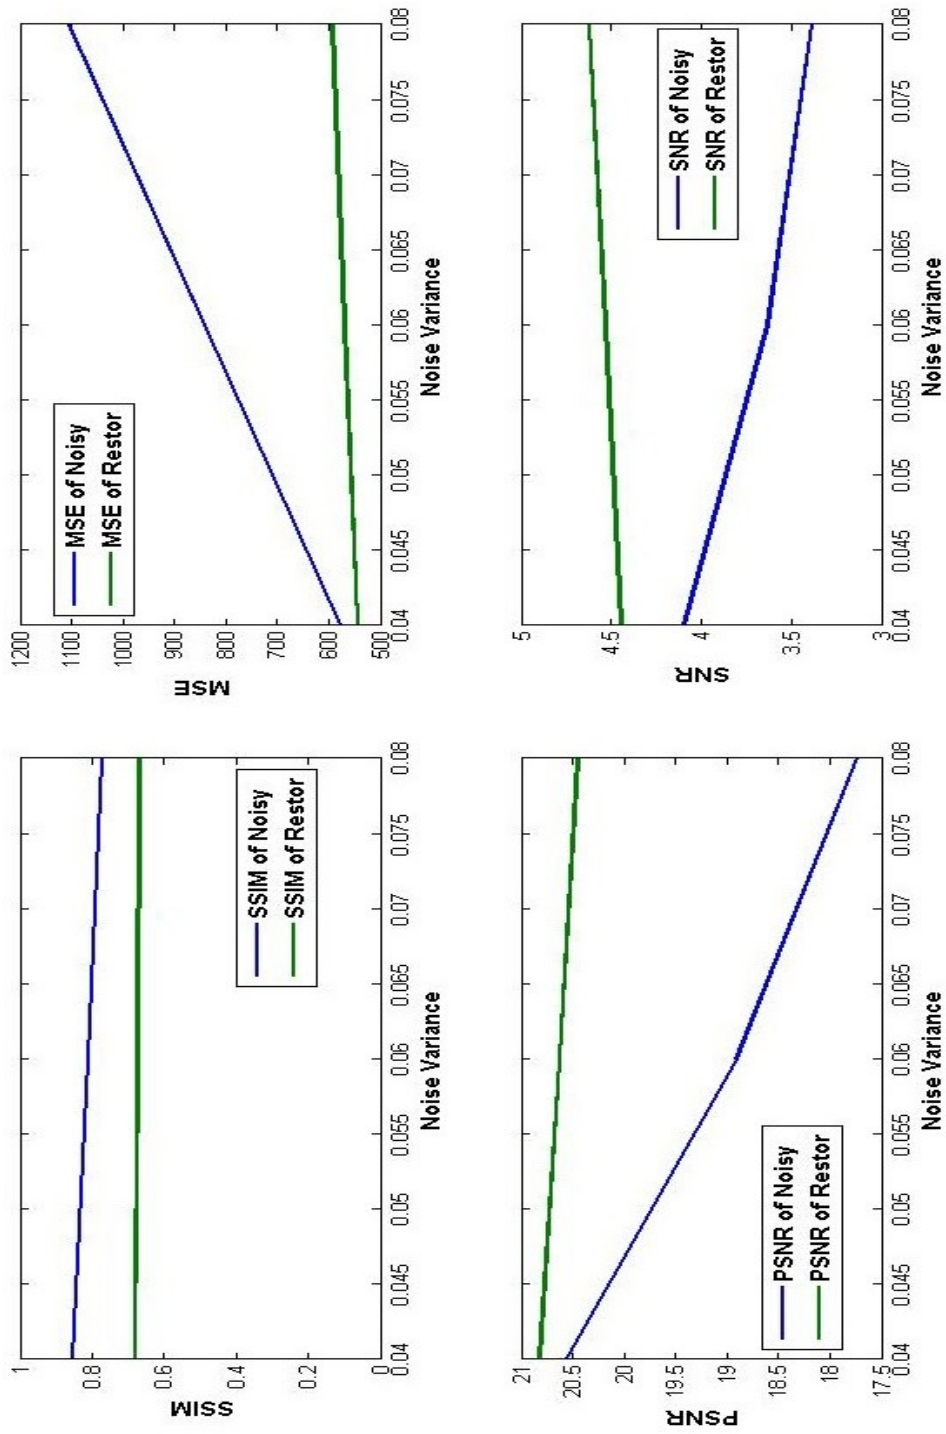 SSIM
1
0.8
0.6
0.4
0.2
0
SSIM of Noisy
SSIM of Restor
0.04 0.045 0.05 0.055 0.06 0.065 0.07 0.075 0.08
Noise Variance
MSE
1200
1100
1000
900
800
700
600
500
MSE of Noisy
MSE of Restor
0.04 0.045 0.05 0.055 0.06 0.065 0.07 0.075 0.08
Noise Variance
PSNR
21
20.5
20
19.5
19
18.5
18
17.5
PSNR of Noisy
PSNR of Restor
0.04 0.045 0.05 0.055 0.06 0.065 0.07 0.075 0.08
Noise Variance
SNR
5
4.5
4
3.5
3
SNR of Noisy
SNR of Restor
0.04 0.045 0.05 0.055 0.06 0.065 0.07 0.075 0.08
Noise Variance